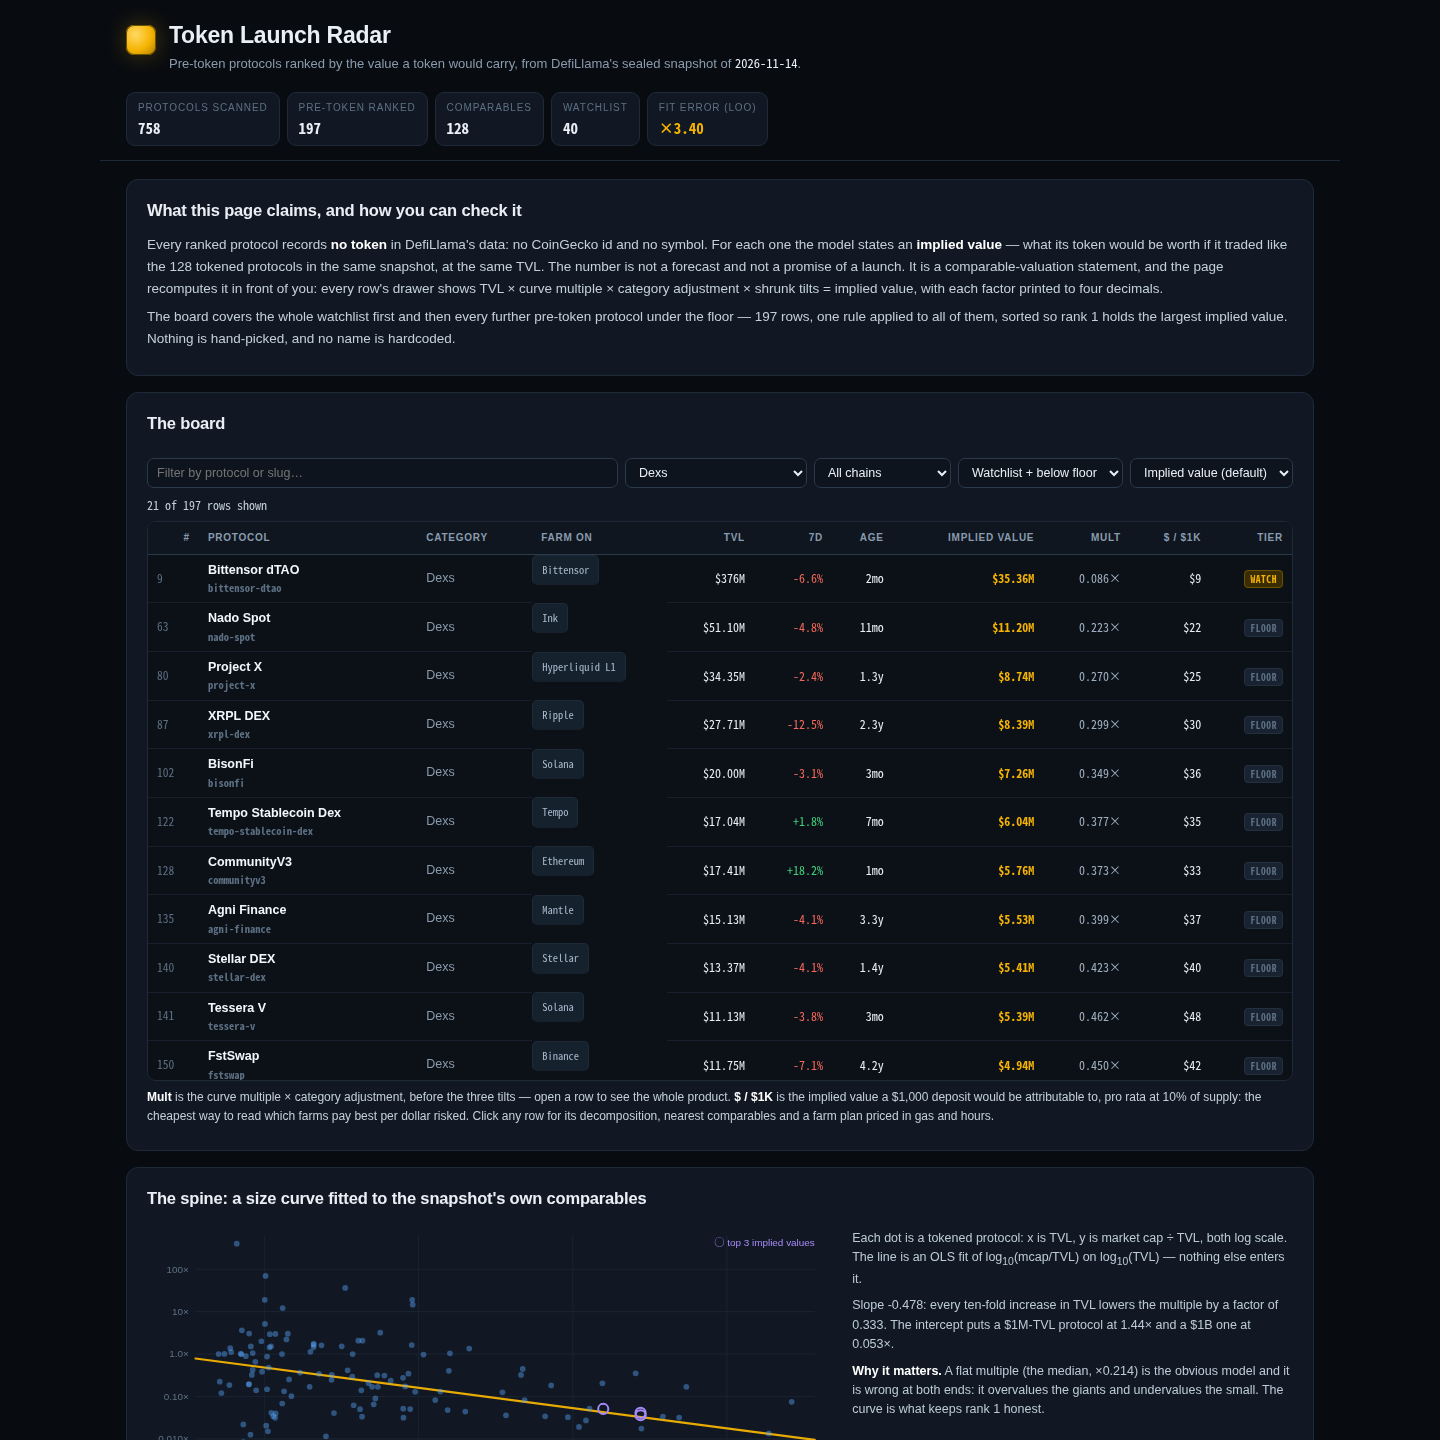 Token Launch Radar
Pre-token protocols ranked by the value a token would carry, from DefiLlama's sealed snapshot of 2026-11-14.
PROTOCOLS SCANNED
758
PRE-TOKEN RANKED
197
COMPARABLES
128
WATCHLIST
40
FIT ERROR (LOO)
×3.40
What this page claims, and how you can check it
Every ranked protocol records no token in DefiLlama's data: no CoinGecko id and no symbol. For each one the model states an implied value — what its token would be worth if it traded like
the 128 tokened protocols in the same snapshot, at the same TVL. The number is not a forecast and not a promise of a launch. It is a comparable-valuation statement, and the page
recomputes it in front of you: every row's drawer shows TVL × curve multiple × category adjustment × shrunk tilts = implied value, with each factor printed to four decimals.
The board covers the whole watchlist first and then every further pre-token protocol under the floor — 197 rows, one rule applied to all of them, sorted so rank 1 holds the largest implied value.
Nothing is hand-picked, and no name is hardcoded.
The board
Filter by protocol or slug… Dexs All chains Watchlist + below floor Implied value (default)
21 of 197 rows shown
# PROTOCOL CATEGORY FARM ON TVL 7D AGE IMPLIED VALUE MULT $ / $1K TIER
9 Bittensor dTAO Dexs Bittensor $376M -6.6% 2mo $35.36M 0.086× $9 WATCH
bittensor-dtao
63 Nado Spot Dexs Ink $51.10M -4.8% 11mo $11.20M 0.223× $22 FLOOR
nado-spot
80 Project X Dexs Hyperliquid L1 $34.35M -2.4% 1.3y $8.74M 0.270× $25 FLOOR
project-x
87 XRPL DEX Dexs Ripple $27.71M -12.5% 2.3y $8.39M 0.299× $30 FLOOR
xrpl-dex
102 BisonFi Dexs Solana $20.00M -3.1% 3mo $7.26M 0.349× $36 FLOOR
bisonfi
122 Tempo Stablecoin Dex Dexs Tempo $17.04M +1.8% 7mo $6.04M 0.377× $35 FLOOR
tempo-stablecoin-dex
128 CommunityV3 Dexs Ethereum $17.41M +18.2% 1mo $5.76M 0.373× $33 FLOOR
communityv3
135 Agni Finance Dexs Mantle $15.13M -4.1% 3.3y $5.53M 0.399× $37 FLOOR
agni-finance
140 Stellar DEX Dexs Stellar $13.37M -4.1% 1.4y $5.41M 0.423× $40 FLOOR
stellar-dex
141 Tessera V Dexs Solana $11.13M -3.8% 3mo $5.39M 0.462× $48 FLOOR
tessera-v
150 FstSwap Dexs Binance $11.75M -7.1% 4.2y $4.94M 0.450× $42 FLOOR
fstswap
Mult is the curve multiple × category adjustment, before the three tilts — open a row to see the whole product. $ / $1K is the implied value a $1,000 deposit would be attributable to, pro rata at 10% of supply: the
cheapest way to read which farms pay best per dollar risked. Click any row for its decomposition, nearest comparables and a farm plan priced in gas and hours.
The spine: a size curve fitted to the snapshot's own comparables
top 3 implied values
100×
10×
1.0×
0.10×
0.010×
Each dot is a tokened protocol: x is TVL, y is market cap ÷ TVL, both log scale.
The line is an OLS fit of log10(mcap/TVL) on log10(TVL) — nothing else enters
it.
Slope -0.478: every ten-fold increase in TVL lowers the multiple by a factor of
0.333. The intercept puts a $1M-TVL protocol at 1.44× and a $1B one at
0.053×.
Why it matters. A flat multiple (the median, ×0.214) is the obvious model and it
is wrong at both ends: it overvalues the giants and undervalues the small. The
curve is what keeps rank 1 honest.